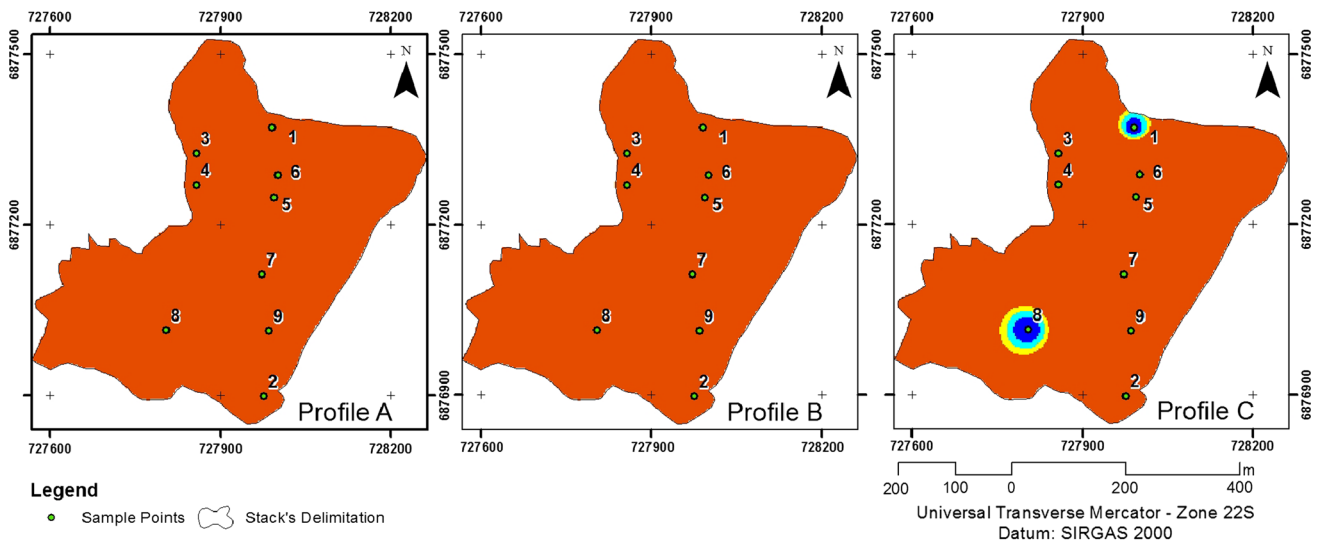 727600 727900 728200 727600 727900 728200 727600 727900 728200
6877500 6877500 6877500
N N N
1 1 1
3 3 3
4 4 4
6 6 6
5 5 5
6877200 6877200 6877200
7 7 7
8 8 8
9 9 9
2 2 2
6876900 6876900 6876900
Profile A Profile B Profile C
727600 727900 728200 727600 727900 728200 727600 727900 728200
Legend
Sample Points Stack's Delimitation
m
200 100 0 200 400
Universal Transverse Mercator - Zone 22S
Datum: SIRGAS 2000